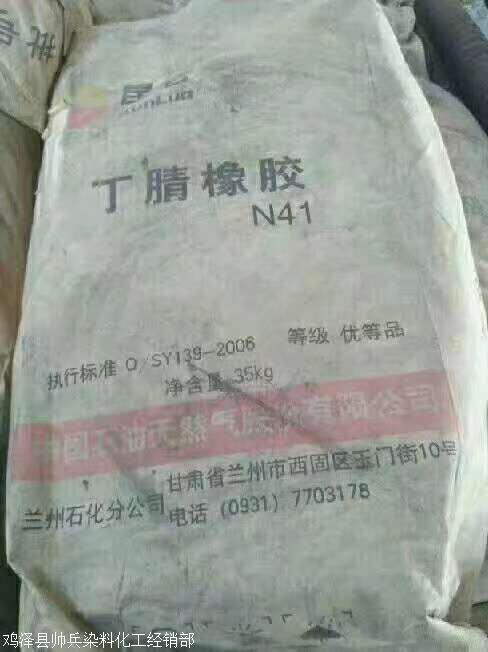 批号
昆仑
KunLun
丁腈橡胶
N41
执行标准 Q/SY139-2006 等级 优等品
净含量 35kg
中国石油天然气股份有限公司
兰州石化分公司
甘肃省兰州市西固区玉门街10号
电话 (0931) 7703178
鸡泽县帅兵染料化工经销部